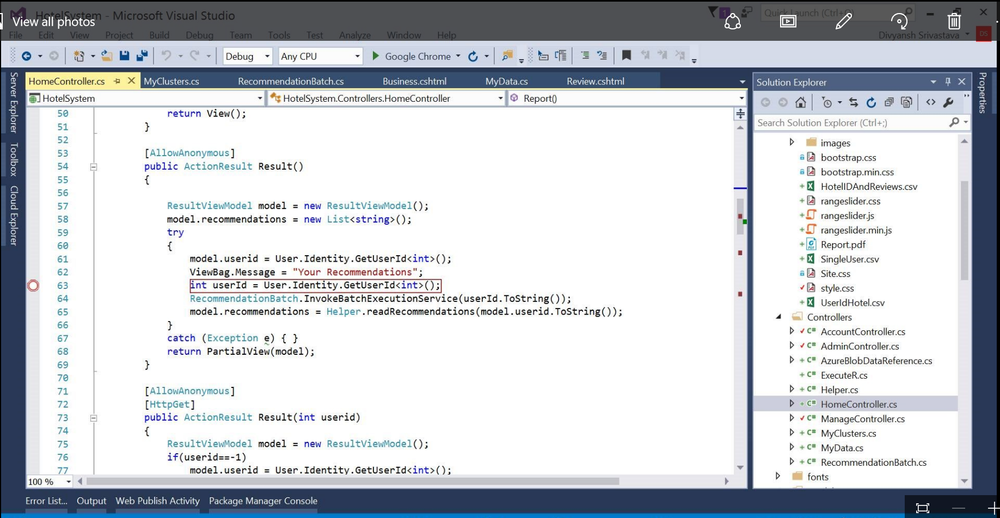 HotelSystem - Microsoft Visual Studio
View all photos
1
Quick Launch (Ctrl+Q)
File Edit View Project Build Debug Team Tools Test Analyze Window Help
Divyansh Srivastava
DS
Debug
Any CPU
Google Chrome
Server Explorer
Toolbox
Cloud Explorer
HomeController.cs MyClusters.cs RecommendationBatch.cs Business.cshtml MyData.cs Review.cshtml
HotelSystem HotelSystem.Controllers.HomeController Report()
50 return View();
51 }
52
53 [AllowAnonymous]
54 public ActionResult Result()
55 {
56
57 ResultViewModel model = new ResultViewModel();
58 model.recommendations = new List<string>();
59 try
60 {
61 model.userid = User.Identity.GetUserId<int>();
62 ViewBag.Message = "Your Recommendations";
63 int userId = User.Identity.GetUserId<int>();
64 RecommendationBatch.InvokeBatchExecutionService(userId.ToString());
65 model.recommendations = Helper.readRecommendations(model.userid.ToString());
66 }
67 catch (Exception e) { }
68 return PartialView(model);
69 }
70
71 [AllowAnonymous]
72 [HttpGet]
73 public ActionResult Result(int userid)
74 {
75 ResultViewModel model = new ResultViewModel();
76 if(userid==-1)
77 model.userid = User.Identity.GetUserId<int>();
100 %
Solution Explorer
Properties
Search Solution Explorer (Ctrl+;)
images
bootstrap.css
bootstrap.min.css
HotelIDAndReviews.csv
rangeslider.css
rangeslider.js
rangeslider.min.js
Report.pdf
SingleUser.csv
Site.css
style.css
UserIdHotel.csv
Controllers
C# AccountController.cs
C# AdminController.cs
C# AzureBlobDataReference.cs
C# ExecuteR.cs
C# Helper.cs
C# HomeController.cs
C# ManageController.cs
C# MyClusters.cs
C# MyData.cs
C# RecommendationBatch.cs
fonts
Error List... Output Web Publish Activity Package Manager Console